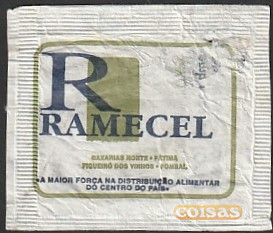 R
RAMECEL
CAXARIAS NORTE • FÁTIMA
FIGUEIRÓ DOS VINHOS • POMBAL
«A MAIOR FORÇA NA DISTRIBUIÇÃO ALIMENTAR
DO CENTRO DO PAÍS»
coisas